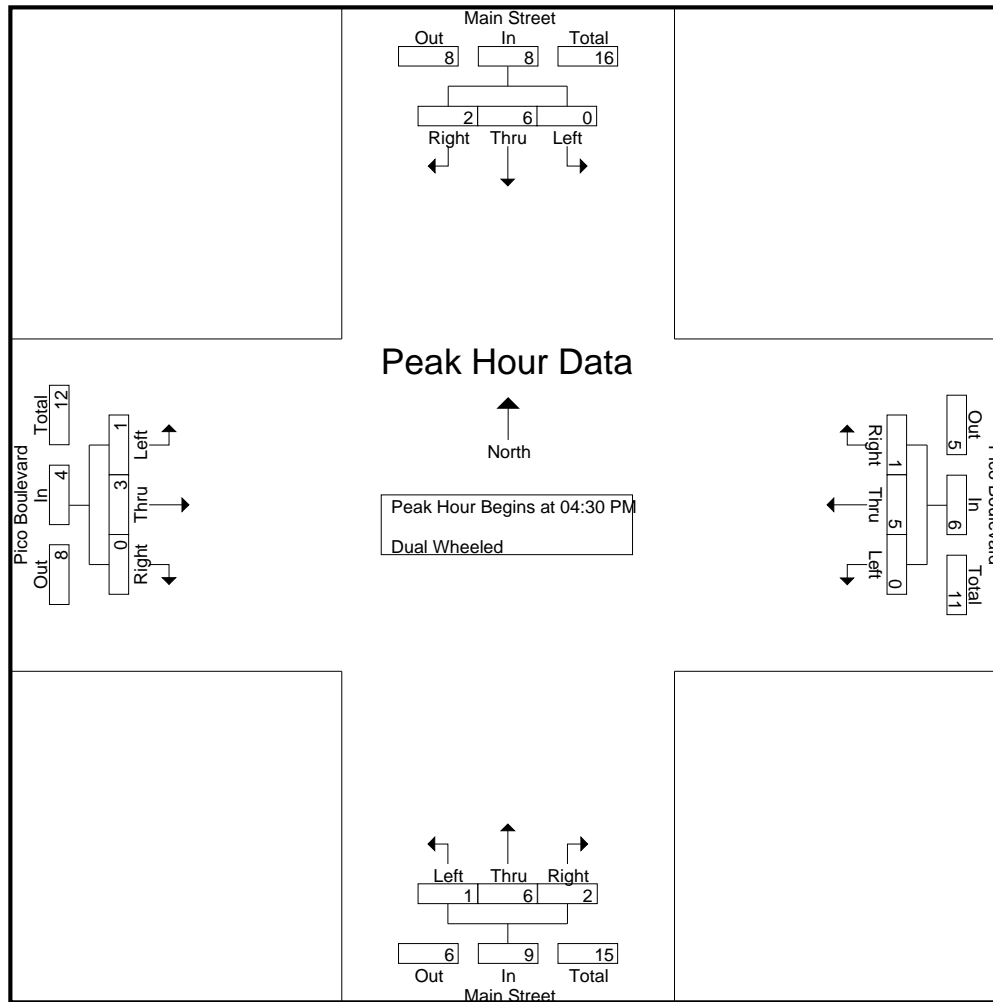 Main Street
Out In Total
8 8 16
2 6 0
Right Thru Left
Peak Hour Data
North
Peak Hour Begins at 04:30 PM
Dual Wheeled
Pico Boulevard
Total In Out
12 4 8
1 3 0
Left Thru Right
Pico Boulevard
Out In Total
5 6 11
1 5 0
Right Thru Left
Left Thru Right
1 6 2
6 9 15
Out In Total
Main Street